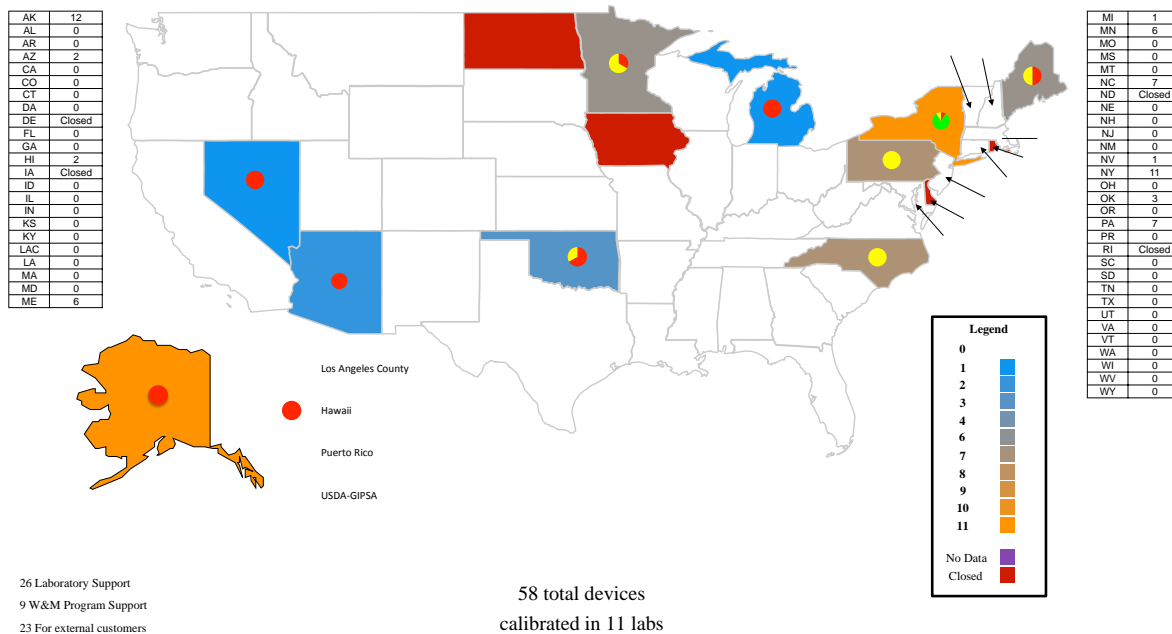 AK 12
AL 0
AR 0
AZ 2
CA 0
CO 0
CT 0
DA 0
DE Closed
FL 0
GA 0
HI 2
IA Closed
ID 0
IL 0
IN 0
KS 0
KY 0
LAC 0
LA 0
MA 0
MD 0
ME 6
MI 1
MN 6
MO 0
MS 0
MT 0
NC 7
ND Closed
NE 0
NH 0
NJ 0
NM 0
NV 1
NY 11
OH 0
OK 3
OR 0
PA 7
PR 0
RI Closed
SC 0
SD 0
TN 0
TX 0
UT 0
VA 0
VT 0
WA 0
WI 0
WV 0
WY 0
Los Angeles County
Hawaii
Puerto Rico
USDA-GIPSA
Legend
0
1
2
3
4
6
7
8
9
10
11
No Data
Closed
26 Laboratory Support
9 W&M Program Support
23 For external customers
58 total devices
calibrated in 11 labs